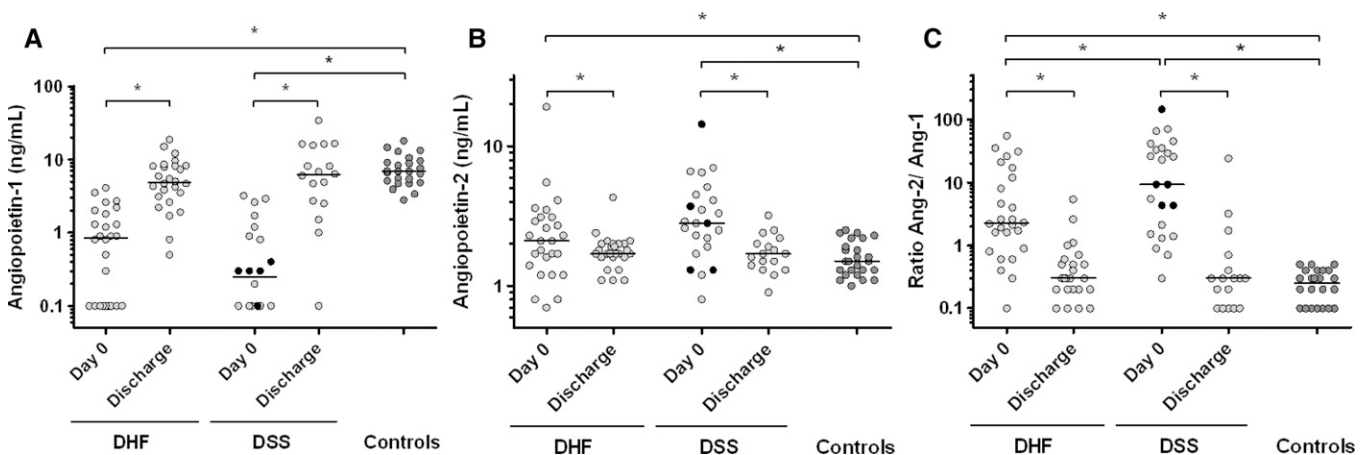 A
*
*
*
*
Angiopoietin-1 (ng/mL)
100
10
1
0.1
Day 0
Discharge
Day 0
Discharge
DHF
DSS
Controls
B
*
*
*
*
Angiopoietin-2 (ng/mL)
10
1
Day 0
Discharge
Day 0
Discharge
DHF
DSS
Controls
C
*
*
*
*
*
Ratio Ang-2/ Ang-1
100
10
1
0.1
Day 0
Discharge
Day 0
Discharge
DHF
DSS
Controls